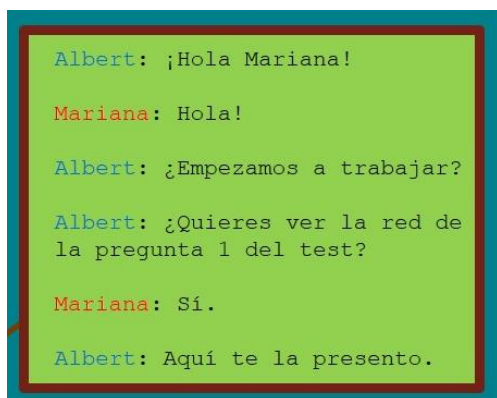 Albert: ¡Hola Mariana!
Mariana: Hola!
Albert: ¿Empezamos a trabajar?
Albert: ¿Quieres ver la red de
la pregunta 1 del test?
Mariana: Sí.
Albert: Aquí te la presento.